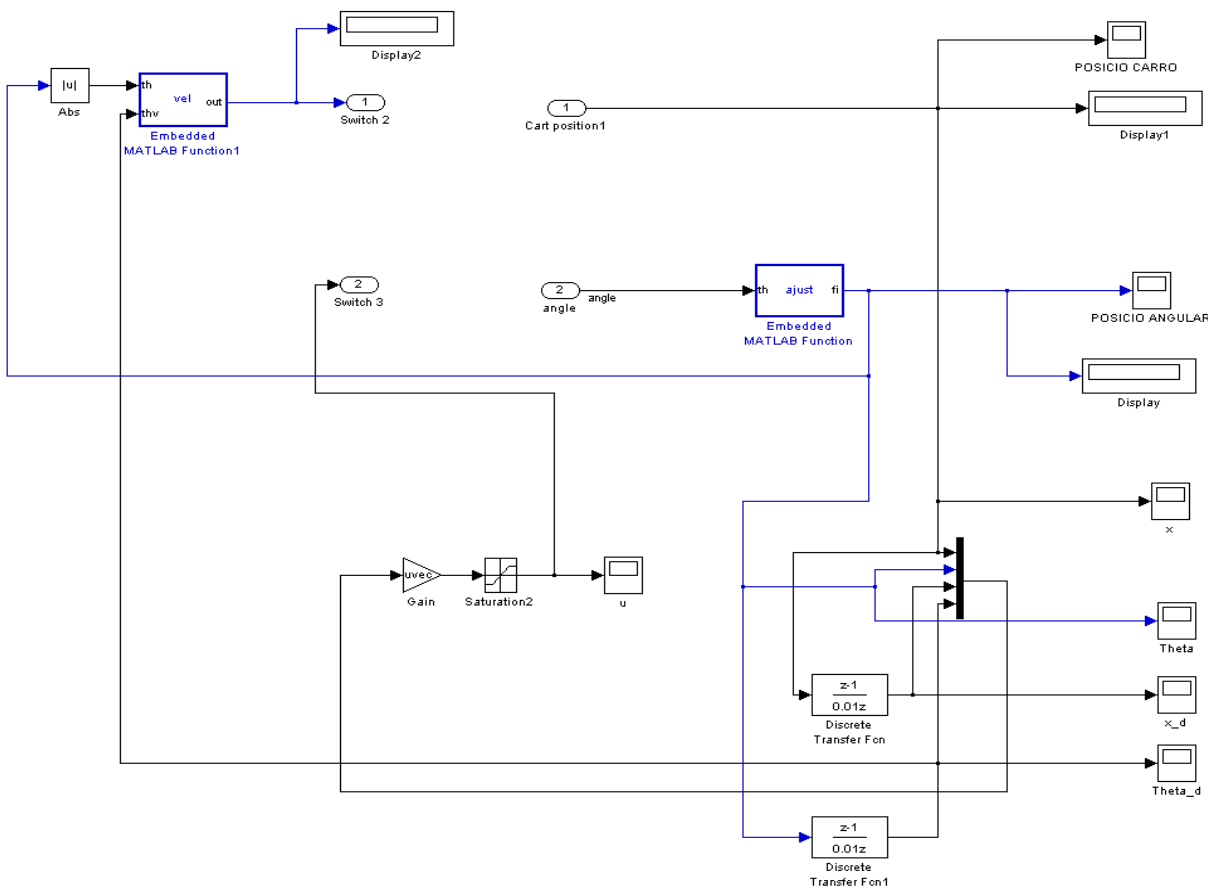 Display2
|u|
Abs
th
thv
vel
out
Embedded
MATLAB Function1
1
Switch 2
1
Cart position1
POSICIO CARRO
Display1
2
Switch 3
2
angle
angle
th
ajust
fi
Embedded
MATLAB Function
POSICIO ANGULAR
Display
x
uvec
Gain
Saturation2
u
Theta
z-1
0.01z
Discrete
Transfer Fcn
x_d
Theta_d
z-1
0.01z
Discrete
Transfer Fcn1